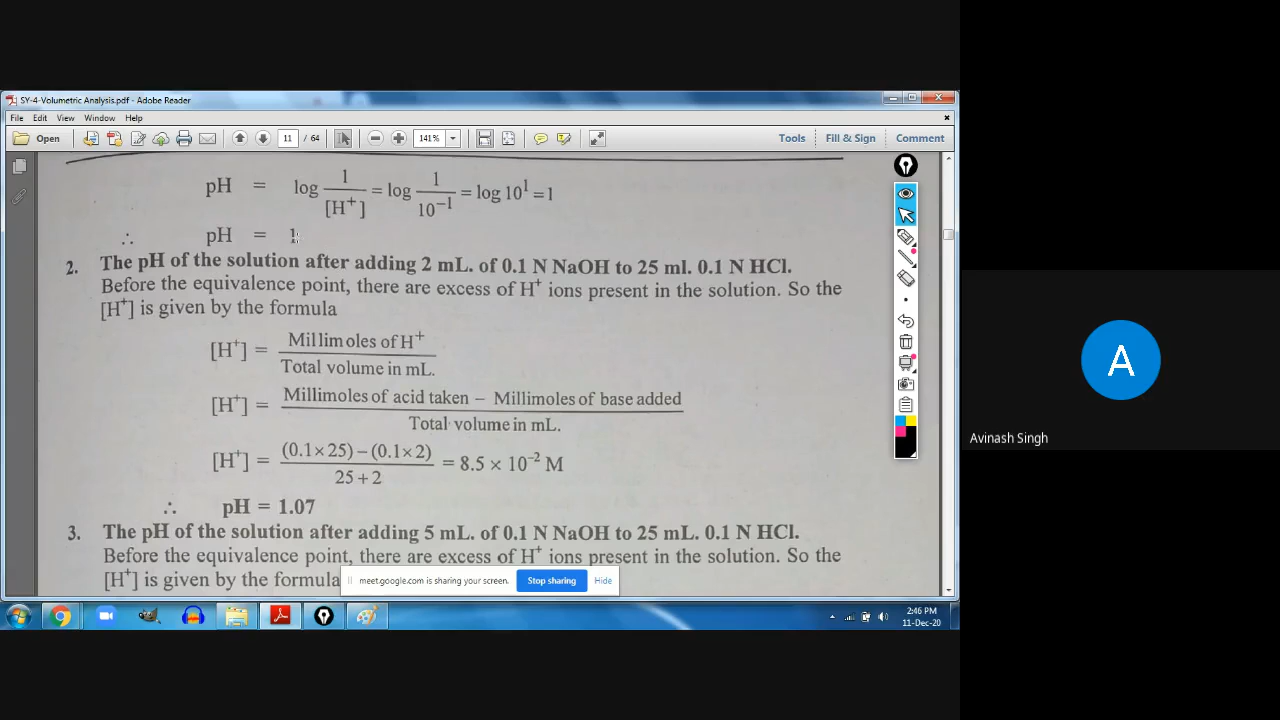 SY-4-Volumetric Analysis.pdf - Adobe Reader
File Edit View Window Help
Open 11 / 64 141% Tools Fill & Sign Comment
pH = log 1/[H⁺] = log 1/10⁻¹ = log 10¹ = 1
∴ pH = 1
2. The pH of the solution after adding 2 mL. of 0.1 N NaOH to 25 ml. 0.1 N HCl.
Before the equivalence point, there are excess of H⁺ ions present in the solution. So the
[H⁺] is given by the formula
[H⁺] = Millimoles of H⁺ / Total volume in mL.
[H⁺] = Millimoles of acid taken − Millimoles of base added / Total volume in mL.
[H⁺] = (0.1 × 25) − (0.1 × 2) / 25 + 2 = 8.5 × 10⁻² M
∴ pH = 1.07
3. The pH of the solution after adding 5 mL. of 0.1 N NaOH to 25 mL. 0.1 N HCl.
Before the equivalence point, there are excess of H⁺ ions present in the solution. So the
[H⁺] is given by the formula
meet.google.com is sharing your screen. Stop sharing Hide
2:46 PM
11-Dec-20
A
Avinash Singh